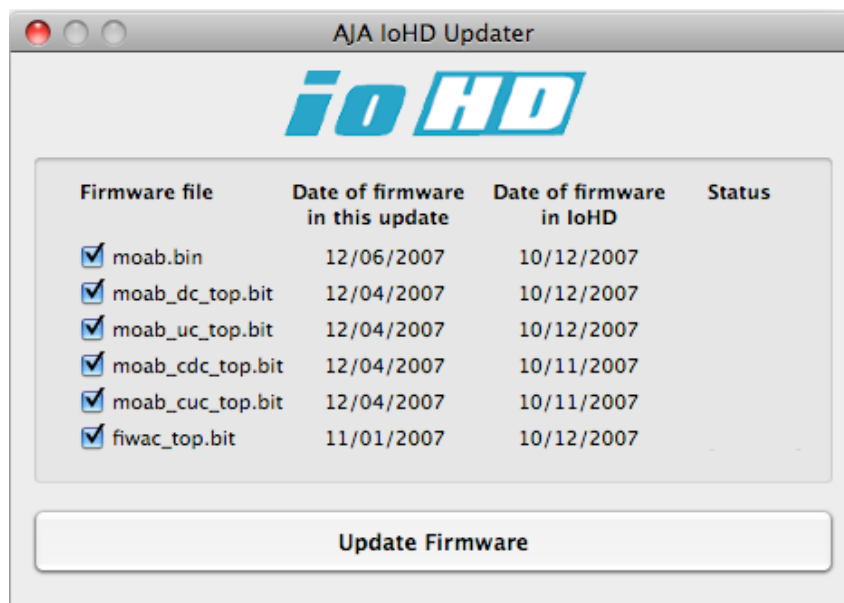 AJA IoHD Updater
io HD
Firmware file Date of firmware in this update Date of firmware in IoHD Status
moab.bin 12/06/2007 10/12/2007
moab_dc_top.bit 12/04/2007 10/12/2007
moab_uc_top.bit 12/04/2007 10/12/2007
moab_cdc_top.bit 12/04/2007 10/11/2007
moab_cuc_top.bit 12/04/2007 10/11/2007
fiwac_top.bit 11/01/2007 10/12/2007
Update Firmware